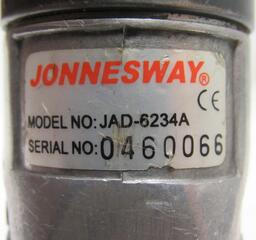 JONNESWAY®
CE
MODEL NO: JAD-6234A
SERIAL NO: 0460066